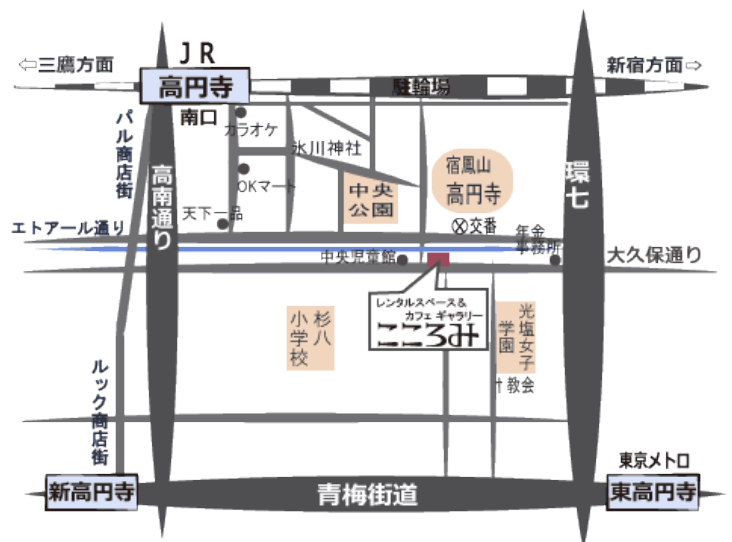 JR
⇦三鷹方面
高円寺
新宿方面⇨
駐輪場
南口
パル商店街
カラオケ
氷川神社
宿鳳山
高円寺
環七
高南通り
OKマート
中央
公園
天下一品
交番
エトアール通り
年金
事務所
中央児童館
大久保通り
レンタルスペース&
カフェ ギャラリー
こころみ
杉八
小学校
光塩女子
学園
教会
ルック商店街
東京メトロ
新高円寺
青梅街道
東高円寺